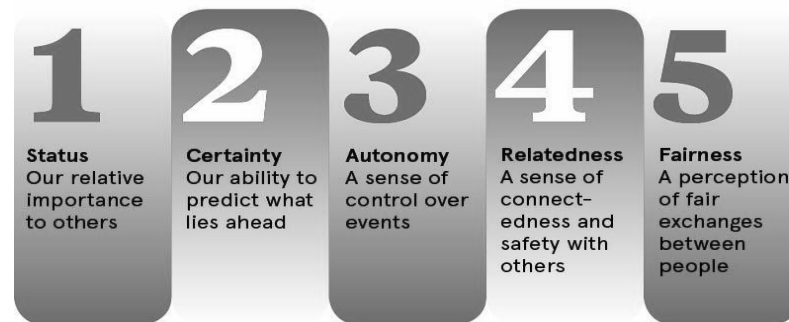 1
Status
Our relative
importance
to others
2
Certainty
Our ability to
predict what
lies ahead
3
Autonomy
A sense of
control over
events
4
Relatedness
A sense of
connect-
edness and
safety with
others
5
Fairness
A perception
of fair
exchanges
between
people